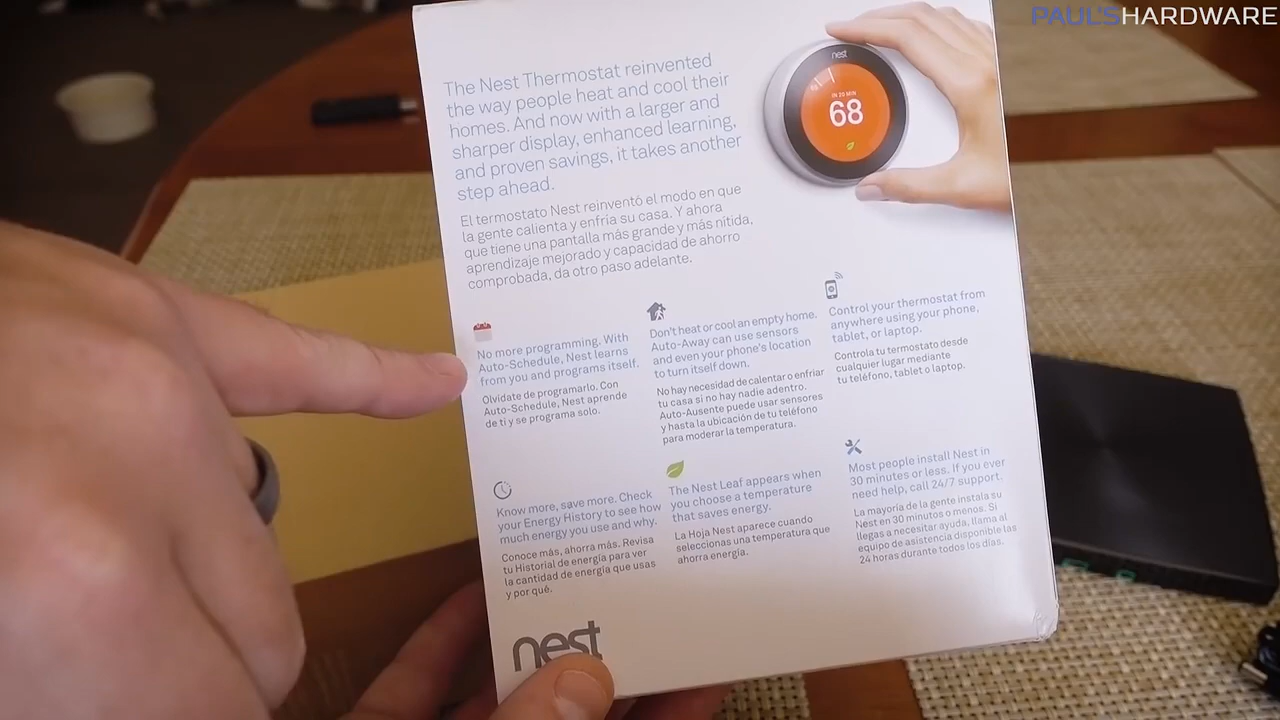 PAUL'SHARDWARE
The Nest Thermostat reinvented
the way people heat and cool their
homes. And now with a larger and
sharper display, enhanced learning,
and proven savings, it takes another
step ahead.
El termostato Nest reinventó el modo en que
la gente calienta y enfría su casa. Y ahora
que tiene una pantalla más grande y más nítida,
aprendizaje mejorado y capacidad de ahorro
comprobada, da otro paso adelante.
nest
IN 20 MIN
68
No more programming. With
Auto-Schedule, Nest learns
from you and programs itself.
Olvídate de programarlo. Con
Auto-Schedule, Nest aprende
de ti y se programa solo.
Don't heat or cool an empty home.
Auto-Away can use sensors
and even your phone's location
to turn itself down.
No hay necesidad de calentar o enfriar
tu casa si no hay nadie adentro.
Auto-Ausente puede usar sensores
y hasta la ubicación de tu teléfono
para moderar la temperatura.
Control your thermostat from
anywhere using your phone,
tablet, or laptop.
Controla tu termostato desde
cualquier lugar mediante
tu teléfono, tablet o laptop.
Know more, save more. Check
your Energy History to see how
much energy you use and why.
Conoce más, ahorra más. Revisa
tu Historial de energía para ver
la cantidad de energía que usas
y por qué.
The Nest Leaf appears when
you choose a temperature
that saves energy.
La Hoja Nest aparece cuando
seleccionas una temperatura que
ahorra energía.
Most people install Nest in
30 minutes or less. If you ever
need help, call 24/7 support.
La mayoría de la gente instala su
Nest en 30 minutos o menos. Si
llegas a necesitar ayuda, llama al
equipo de asistencia disponible las
24 horas durante todos los días.
nest